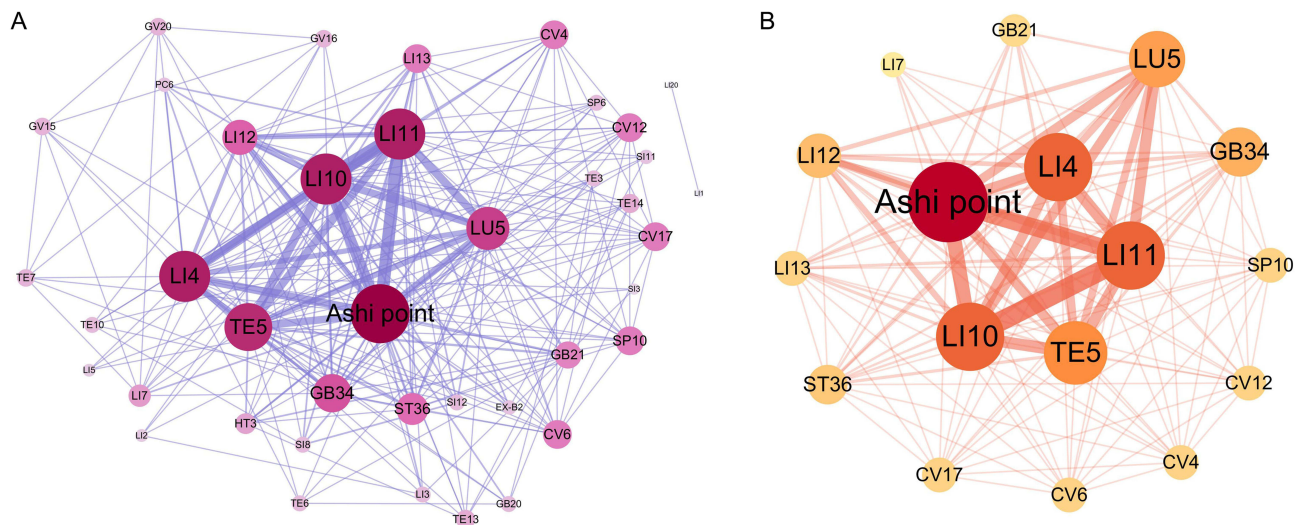 A
GV20
GV16
LI13
CV4
PC6
LI20
SP6
GV15
LI12
LI11
CV12
SI11
LI10
TE3
LI1
TE14
LU5
CV17
LI4
TE7
SI3
Ashi point
TE5
TE10
SP10
GB21
LI5
GB34
LI7
ST36
SI12
EX-B2
HT3
LI2
SI8
CV6
LI3
TE6
GB20
TE13
B
GB21
LI7
LU5
LI12
LI4
GB34
Ashi point
LI11
LI13
SP10
LI10
TE5
ST36
CV12
CV4
CV17
CV6